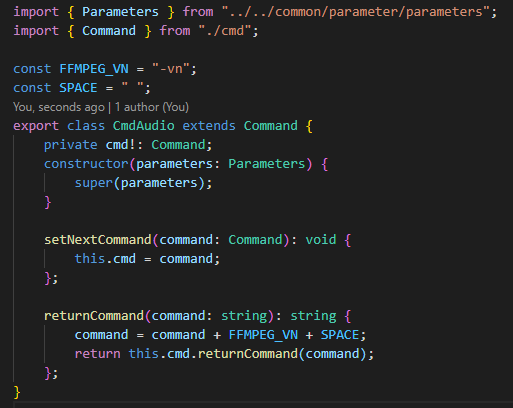 import { Parameters } from "../../common/parameter/parameters";
import { Command } from "./cmd";
const FFMPEG_VN = "-vn";
const SPACE = " ";
You, seconds ago | 1 author (You)
export class CmdAudio extends Command {
    private cmd!: Command;
    constructor(parameters: Parameters) {
        super(parameters);
    }
    setNextCommand(command: Command): void {
        this.cmd = command;
    };
    returnCommand(command: string): string {
        command = command + FFMPEG_VN + SPACE;
        return this.cmd.returnCommand(command);
    };
}